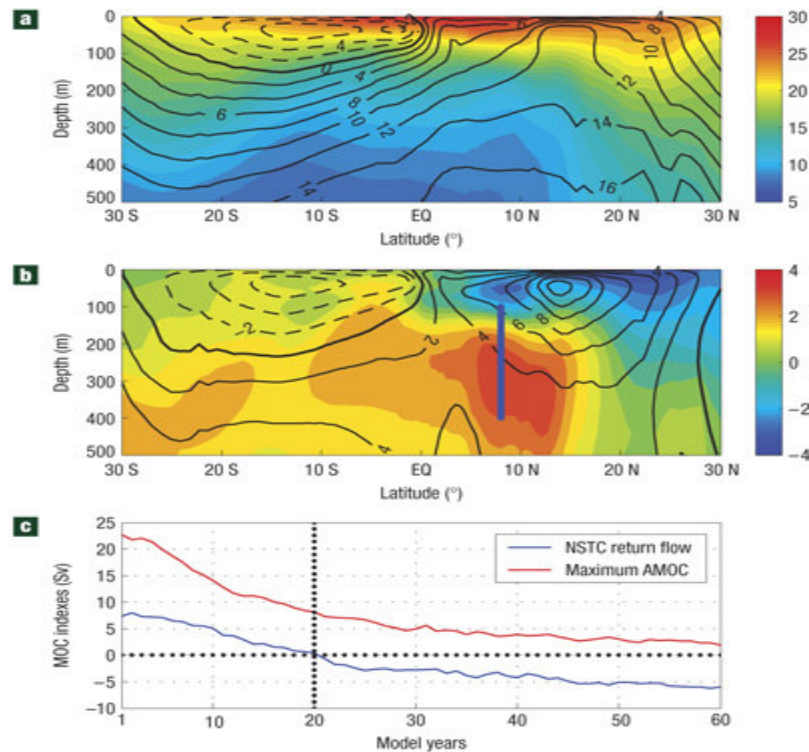 a
0
100
200
300
400
500
Depth (m)
30 S 20 S 10 S EQ 10 N 20 N 30 N
Latitude (°)
4 0 4 6 8 10 12 14 6 14 16 12 10 8 4
30
25
20
15
10
5
b
0
100
200
300
400
500
Depth (m)
30 S 20 S 10 S EQ 10 N 20 N 30 N
Latitude (°)
-2 2 4 4 6 8 4
4
2
0
−2
−4
c
25
20
15
10
5
0
−5
−10
MOC indexes (Sv)
NSTC return flow
Maximum AMOC
1 10 20 30 40 50 60
Model years